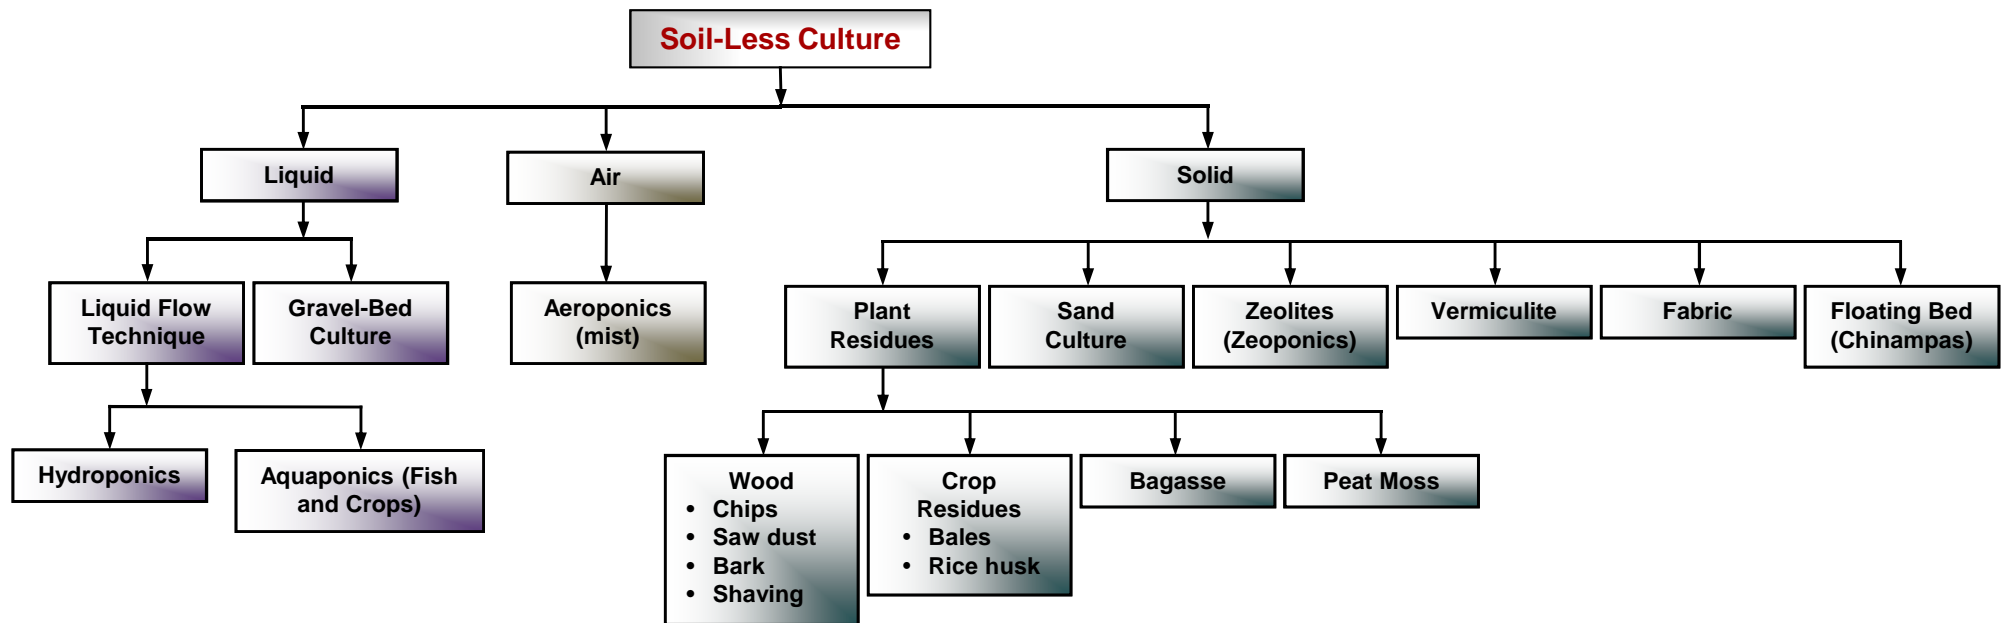 Soil-Less Culture
Liquid
Air
Solid
Liquid Flow
Technique
Gravel-Bed
Culture
Aeroponics
(mist)
Plant
Residues
Sand
Culture
Zeolites
(Zeoponics)
Vermiculite
Fabric
Floating Bed
(Chinampas)
Hydroponics
Aquaponics (Fish
and Crops)
Wood
• Chips
• Saw dust
• Bark
• Shaving
Crop
Residues
• Bales
• Rice husk
Bagasse
Peat Moss